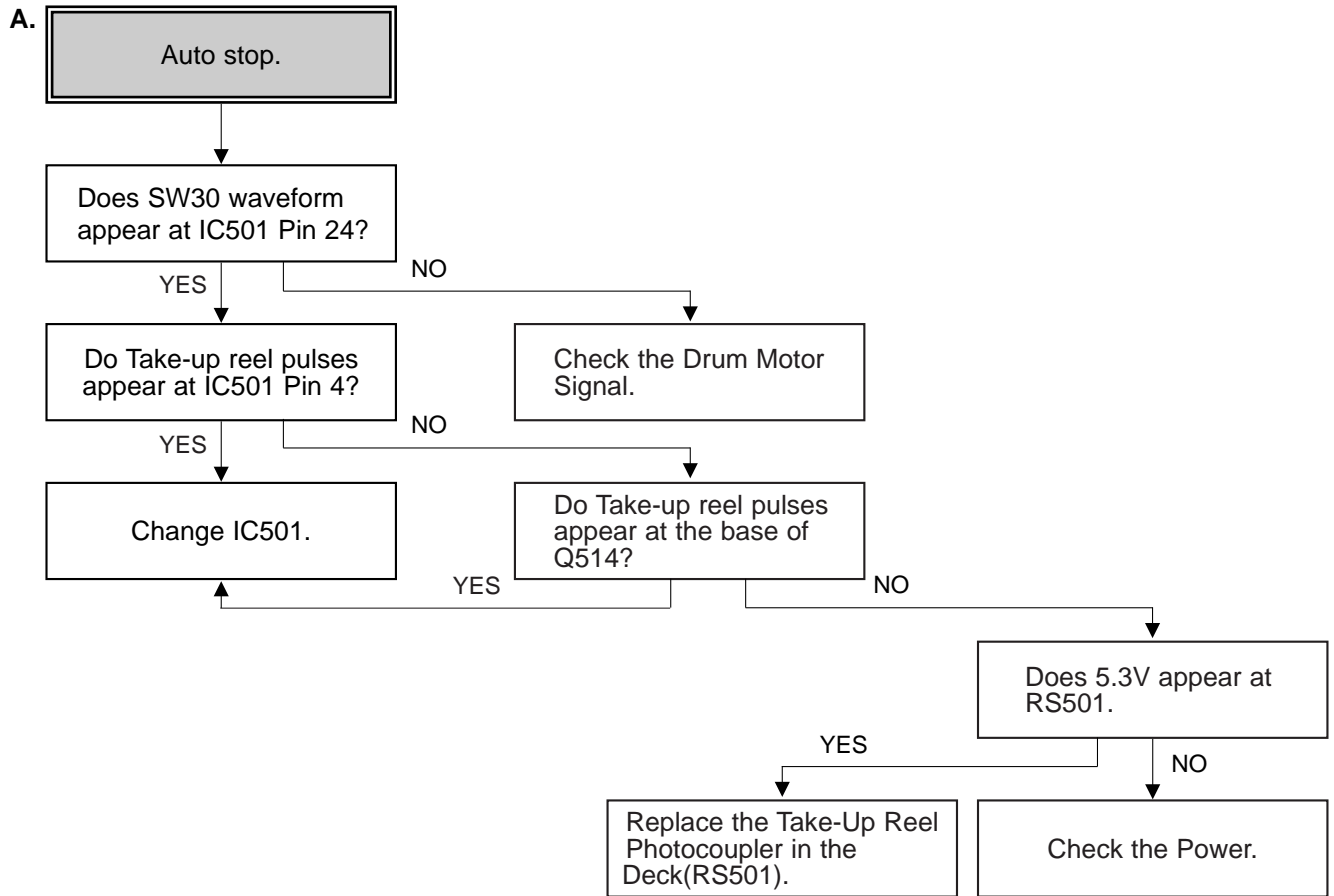 A.
Auto stop.
Does SW30 waveform
appear at IC501 Pin 24?
YES
NO
Do Take-up reel pulses
appear at IC501 Pin 4?
Check the Drum Motor
Signal.
YES
NO
Change IC501.
Do Take-up reel pulses
appear at the base of
Q514?
YES
NO
Does 5.3V appear at
RS501.
YES
NO
Replace the Take-Up Reel
Photocoupler in the
Deck(RS501).
Check the Power.